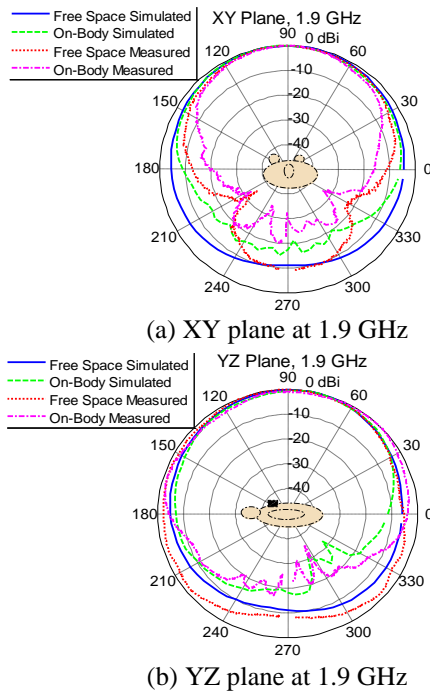 Free Space Simulated
On-Body Simulated
Free Space Measured
On-Body Measured
XY Plane, 1.9 GHz
90
0 dBi
120
60
150
30
180
0
210
330
240
300
270
-10
-20
-30
-40
(a) XY plane at 1.9 GHz
Free Space Simulated
On-Body Simulated
Free Space Measured
On-Body Measured
YZ Plane, 1.9 GHz
90
0 dBi
120
60
150
30
180
0
210
330
240
300
270
-10
-20
-30
-40
(b) YZ plane at 1.9 GHz